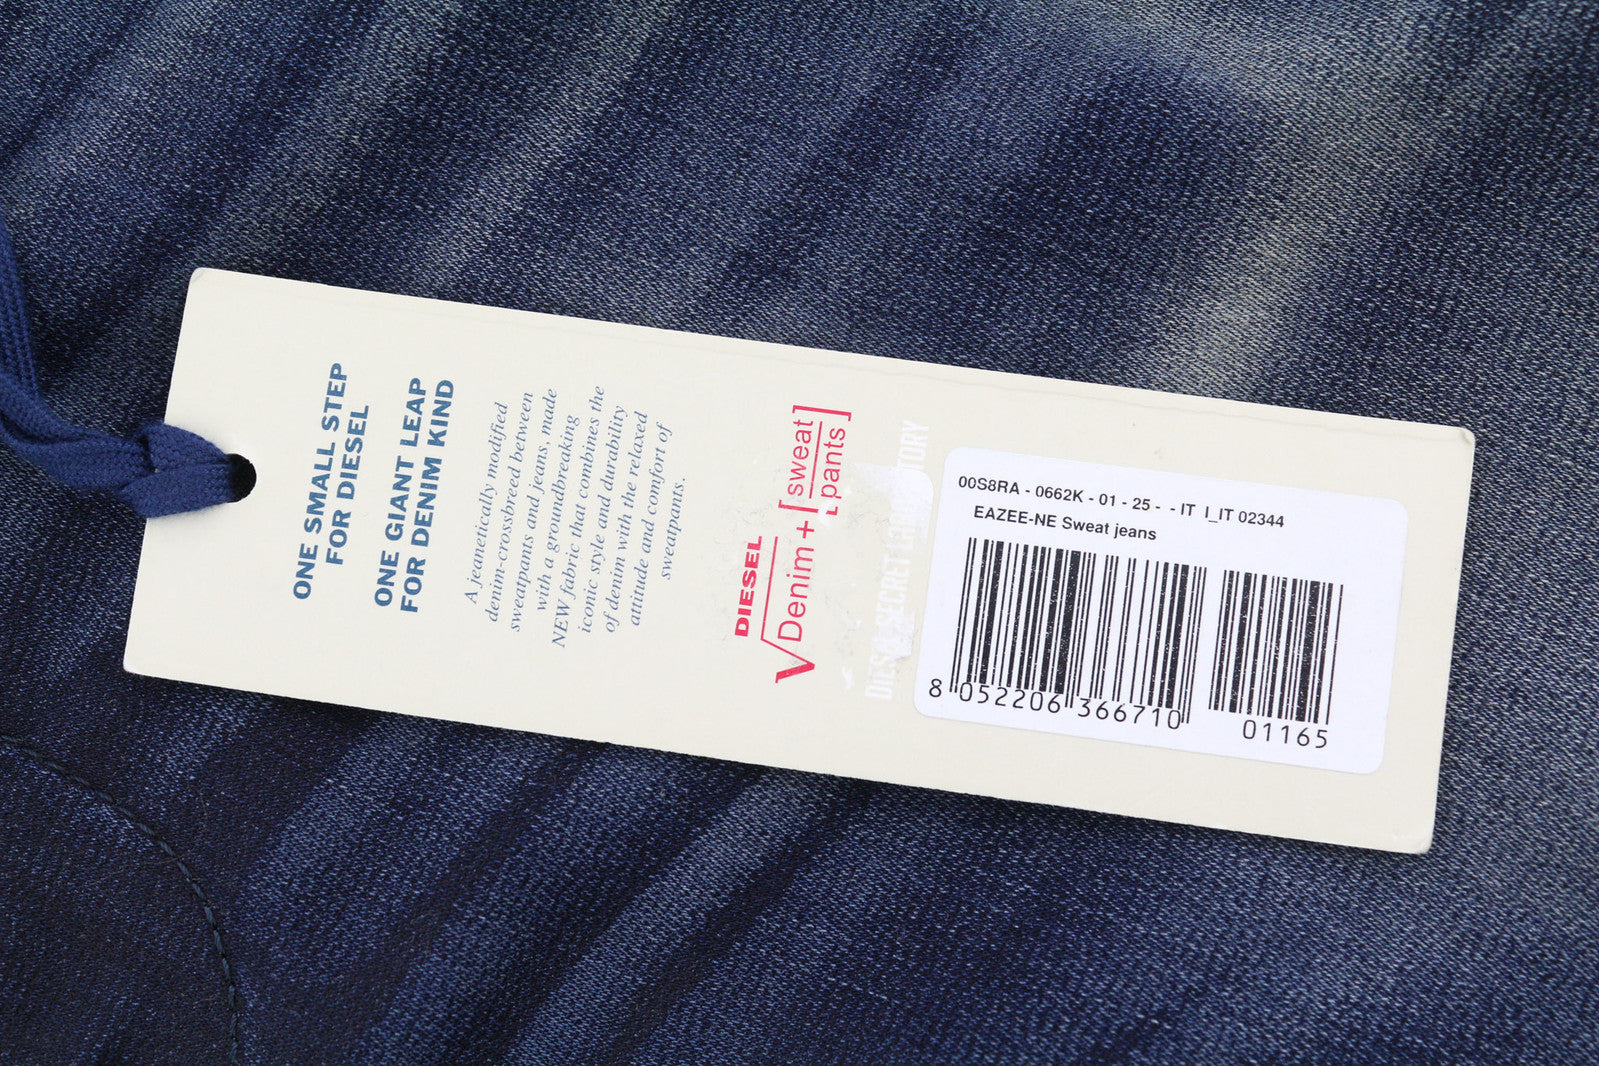 ONE SMALL STEP
FOR DIESEL
ONE GIANT LEAP
FOR DENIM KIND
A jeanetically modified
denim-crossbreed between
sweatpants and jeans, made
with a groundbreaking
NEW fabric that combines the
iconic style and durability
of denim with the relaxed
attitude and comfort of
sweatpants.
DIESEL
√Denim + [sweat
pants]
SECRET
00S8RA - 0662K - 01 - 25 - - IT I_IT 02344
EAZEE-NE Sweat jeans
8 052206 366710
01165